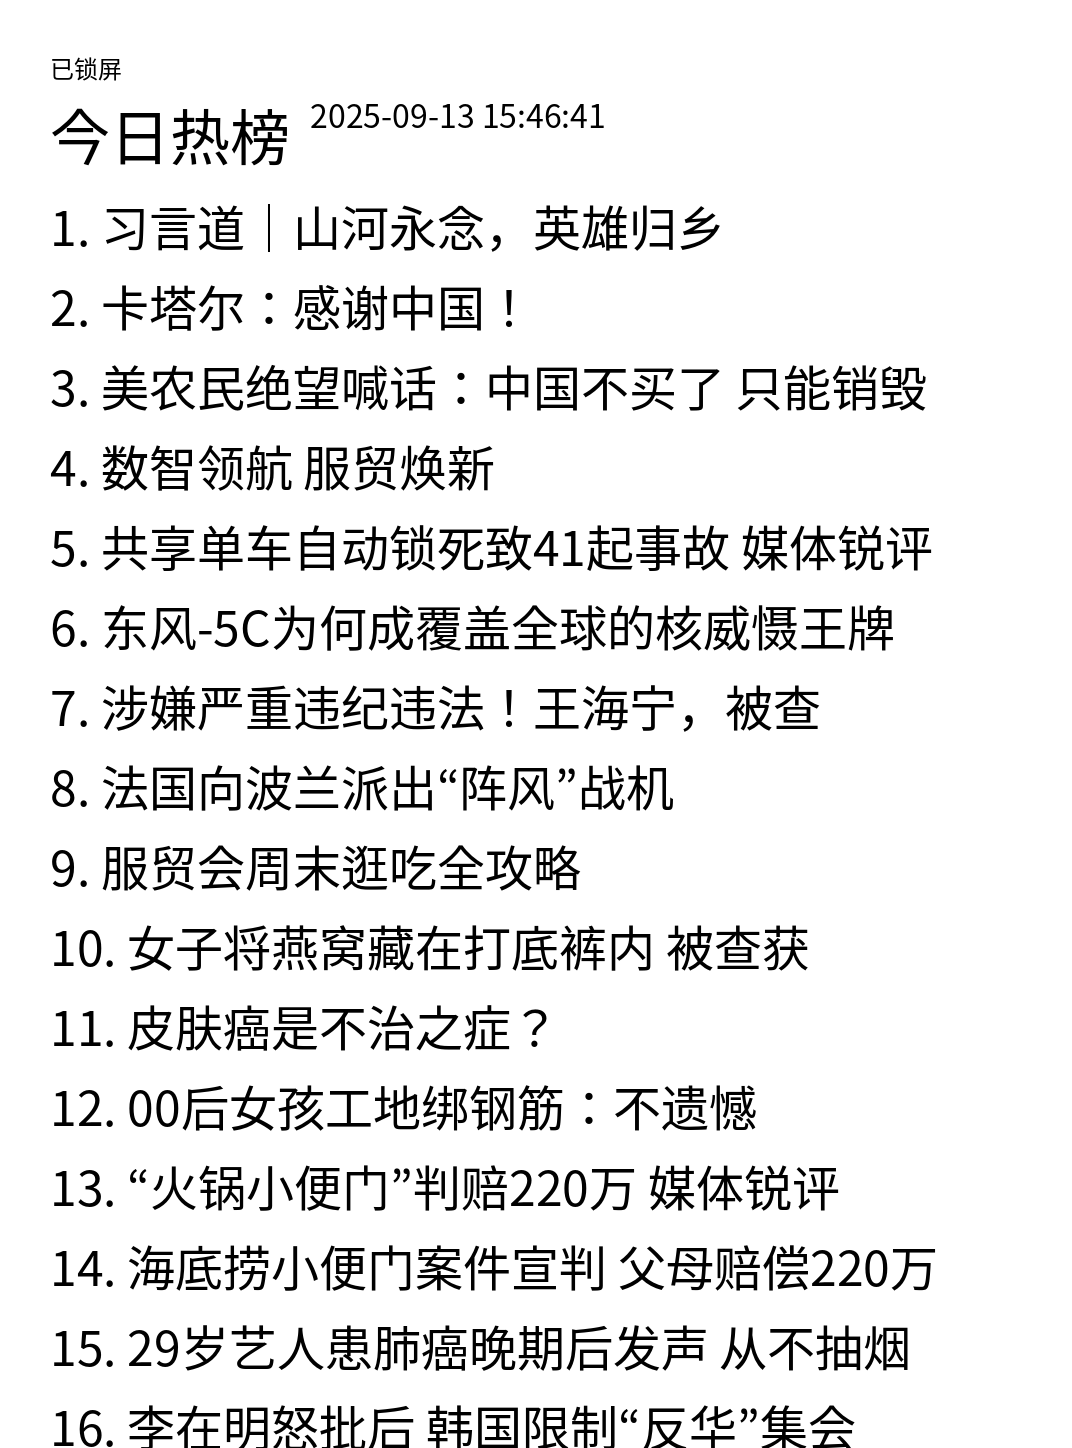 已锁屏
今日热榜 2025-09-13 15:46:41
1. 习言道｜山河永念，英雄归乡
2. 卡塔尔：感谢中国！
3. 美农民绝望喊话：中国不买了 只能销毁
4. 数智领航 服贸焕新
5. 共享单车自动锁死致41起事故 媒体锐评
6. 东风-5C为何成覆盖全球的核威慑王牌
7. 涉嫌严重违纪违法！王海宁，被查
8. 法国向波兰派出“阵风”战机
9. 服贸会周末逛吃全攻略
10. 女子将燕窝藏在打底裤内 被查获
11. 皮肤癌是不治之症？
12. 00后女孩工地绑钢筋：不遗憾
13. “火锅小便门”判赔220万 媒体锐评
14. 海底捞小便门案件宣判 父母赔偿220万
15. 29岁艺人患肺癌晚期后发声 从不抽烟
16. 李在明怒批后 韩国限制“反华”集会